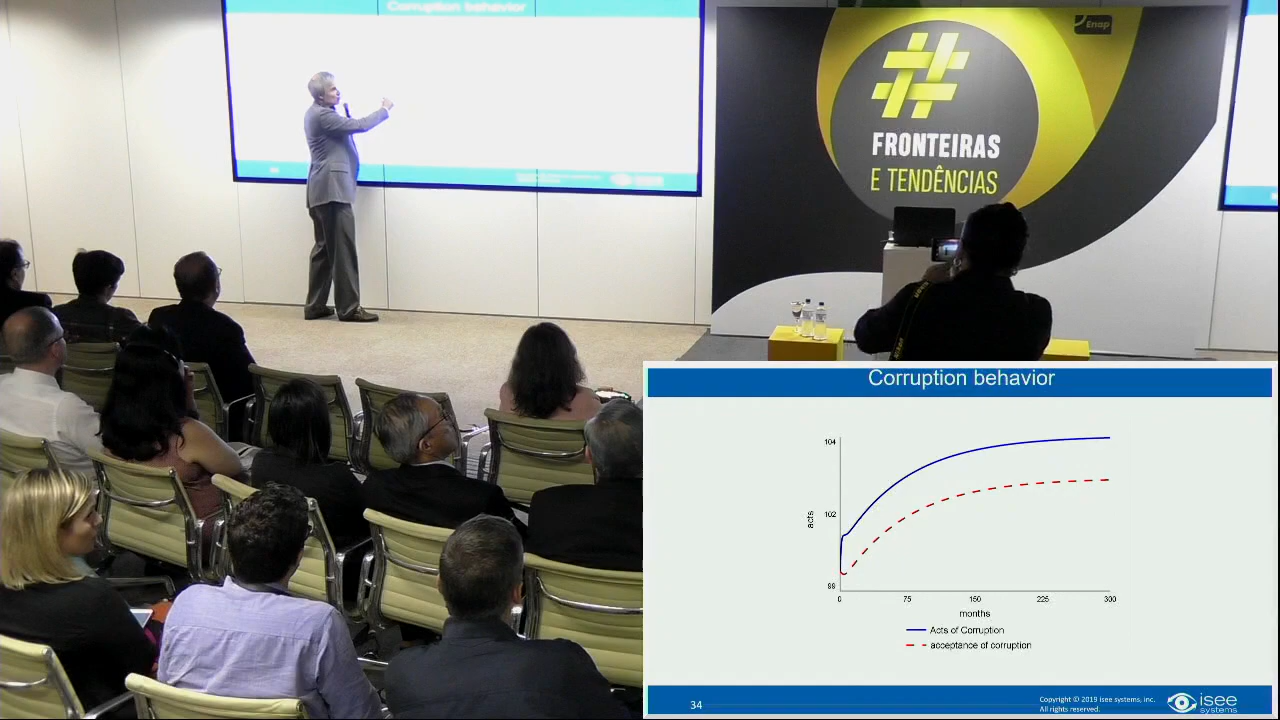 Corruption behavior
Enap
#
FRONTEIRAS
E TENDÊNCIAS
Corruption behavior
104
102
99
acts
0 75 150 225 300
months
Acts of Corruption
acceptance of corruption
34
Copyright © 2019 isee systems, inc.
All rights reserved.
isee
systems